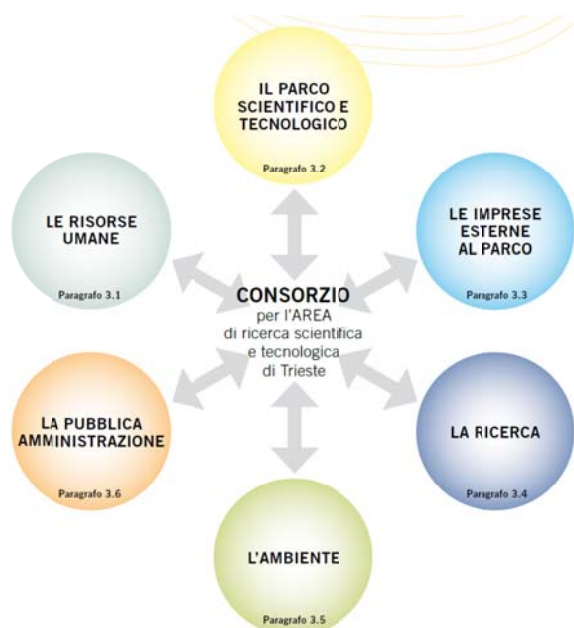 IL PARCO
SCIENTIFICO E
TECNOLOGICO
Paragrafo 3.2
LE RISORSE
UMANE
Paragrafo 3.1
LE IMPRESE
ESTERNE
AL PARCO
Paragrafo 3.3
CONSORZIO
per l'AREA
di ricerca scientifica
e tecnologica
di Trieste
LA PUBBLICA
AMMINISTRAZIONE
Paragrafo 3.6
LA RICERCA
Paragrafo 3.4
L'AMBIENTE
Paragrafo 3.5